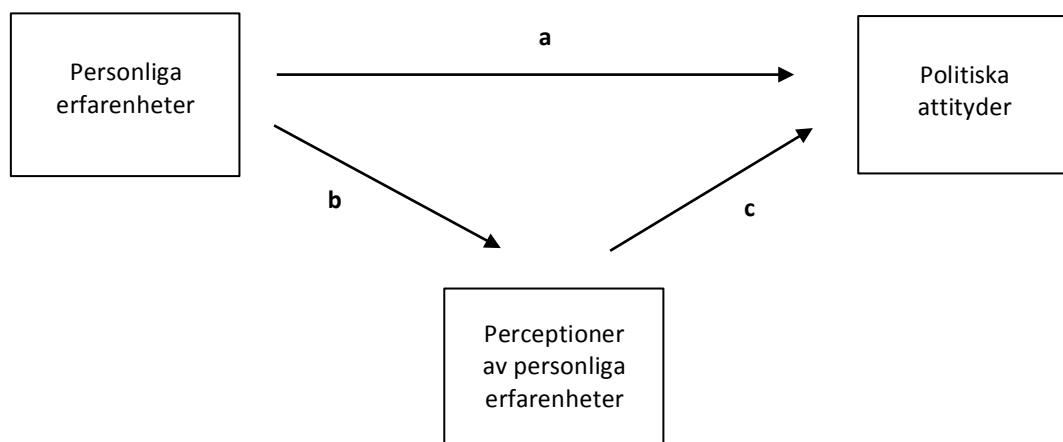 a
Personliga
erfarenheter
Politiska
attityder
b
c
Perceptioner
av personliga
erfarenheter